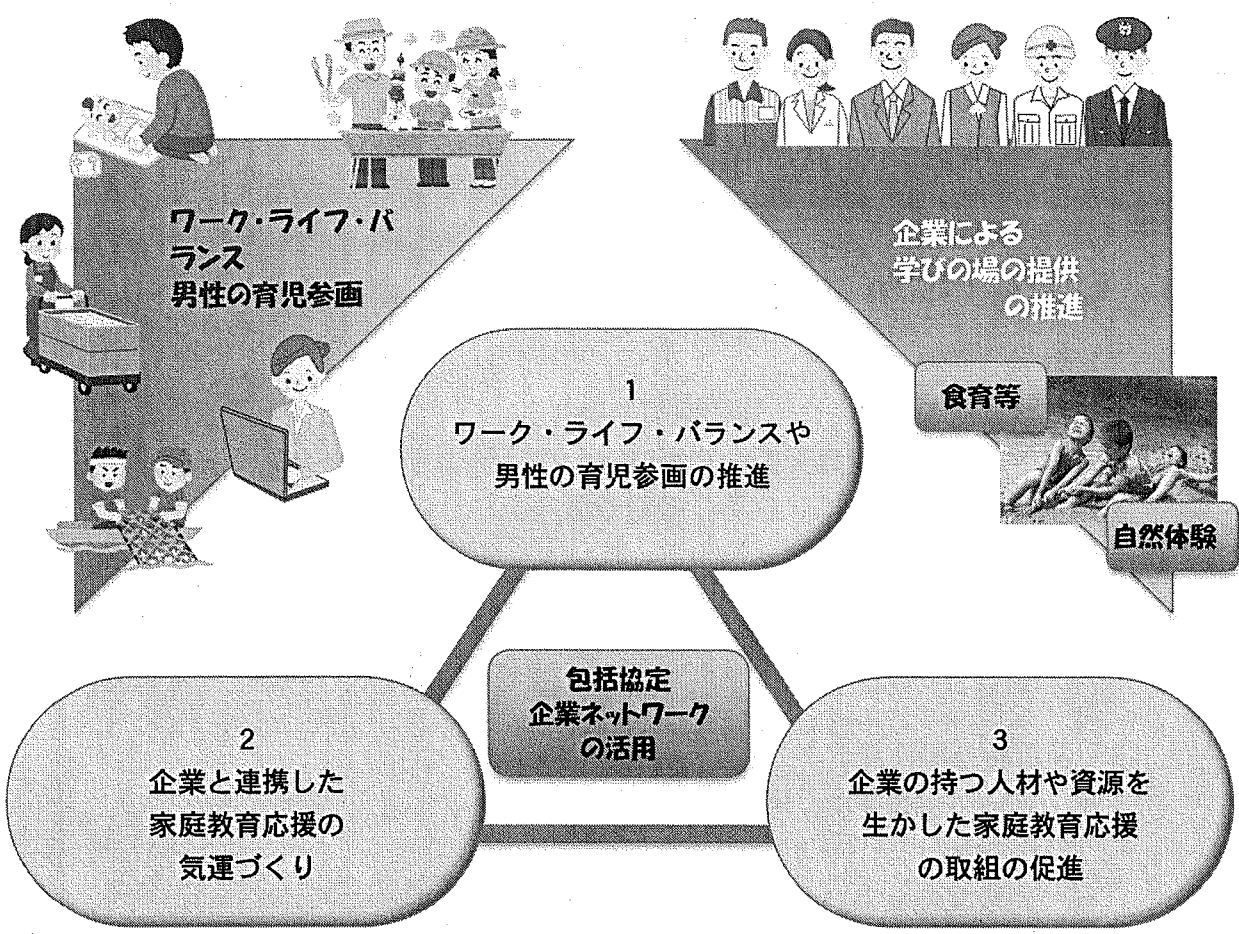 ワーク・ライフ・バ
ランス
男性の育児参画
企業による
学びの場の提供
の推進
食育等
自然体験
1
ワーク・ライフ・バランスや
男性の育児参画の推進
包括協定
企業ネットワーク
の活用
2
企業と連携した
家庭教育応援の
気運づくり
3
企業の持つ人材や資源を
生かした家庭教育応援
の取組の促進